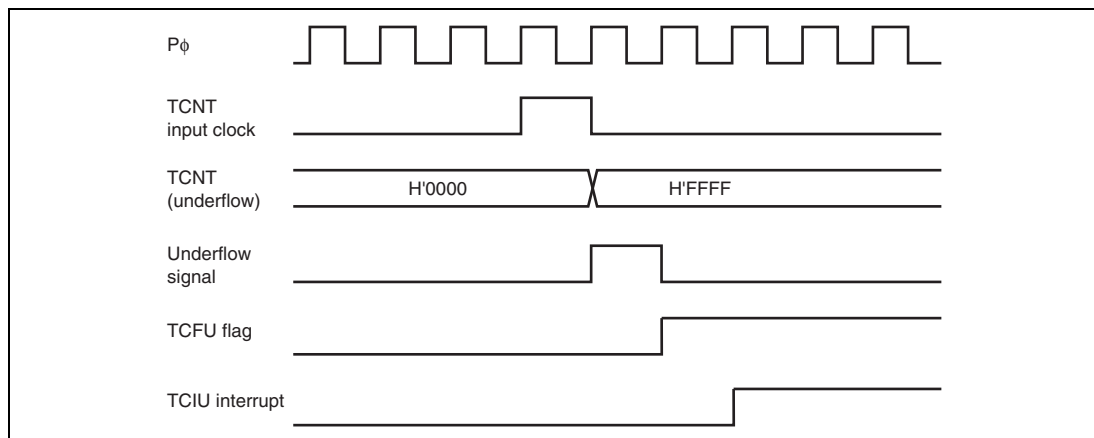 Pφ
TCNT
input clock
TCNT
(underflow)
H'0000
H'FFFF
Underflow
signal
TCFU flag
TCIU interrupt